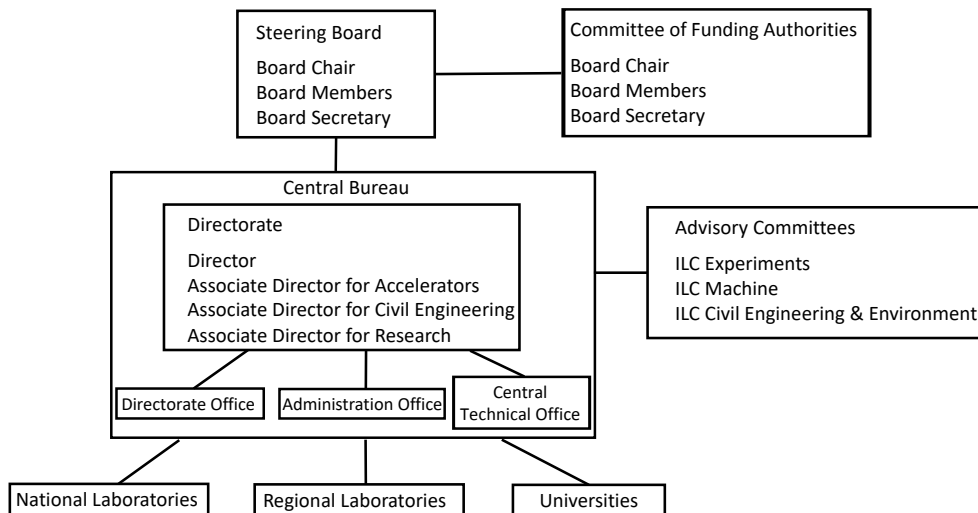 Steering Board
Board Chair
Board Members
Board Secretary
Committee of Funding Authorities
Board Chair
Board Members
Board Secretary
Central Bureau
Directorate
Director
Associate Director for Accelerators
Associate Director for Civil Engineering
Associate Director for Research
Advisory Committees
ILC Experiments
ILC Machine
ILC Civil Engineering & Environment
Directorate Office
Administration Office
Central
Technical Office
National Laboratories
Regional Laboratories
Universities